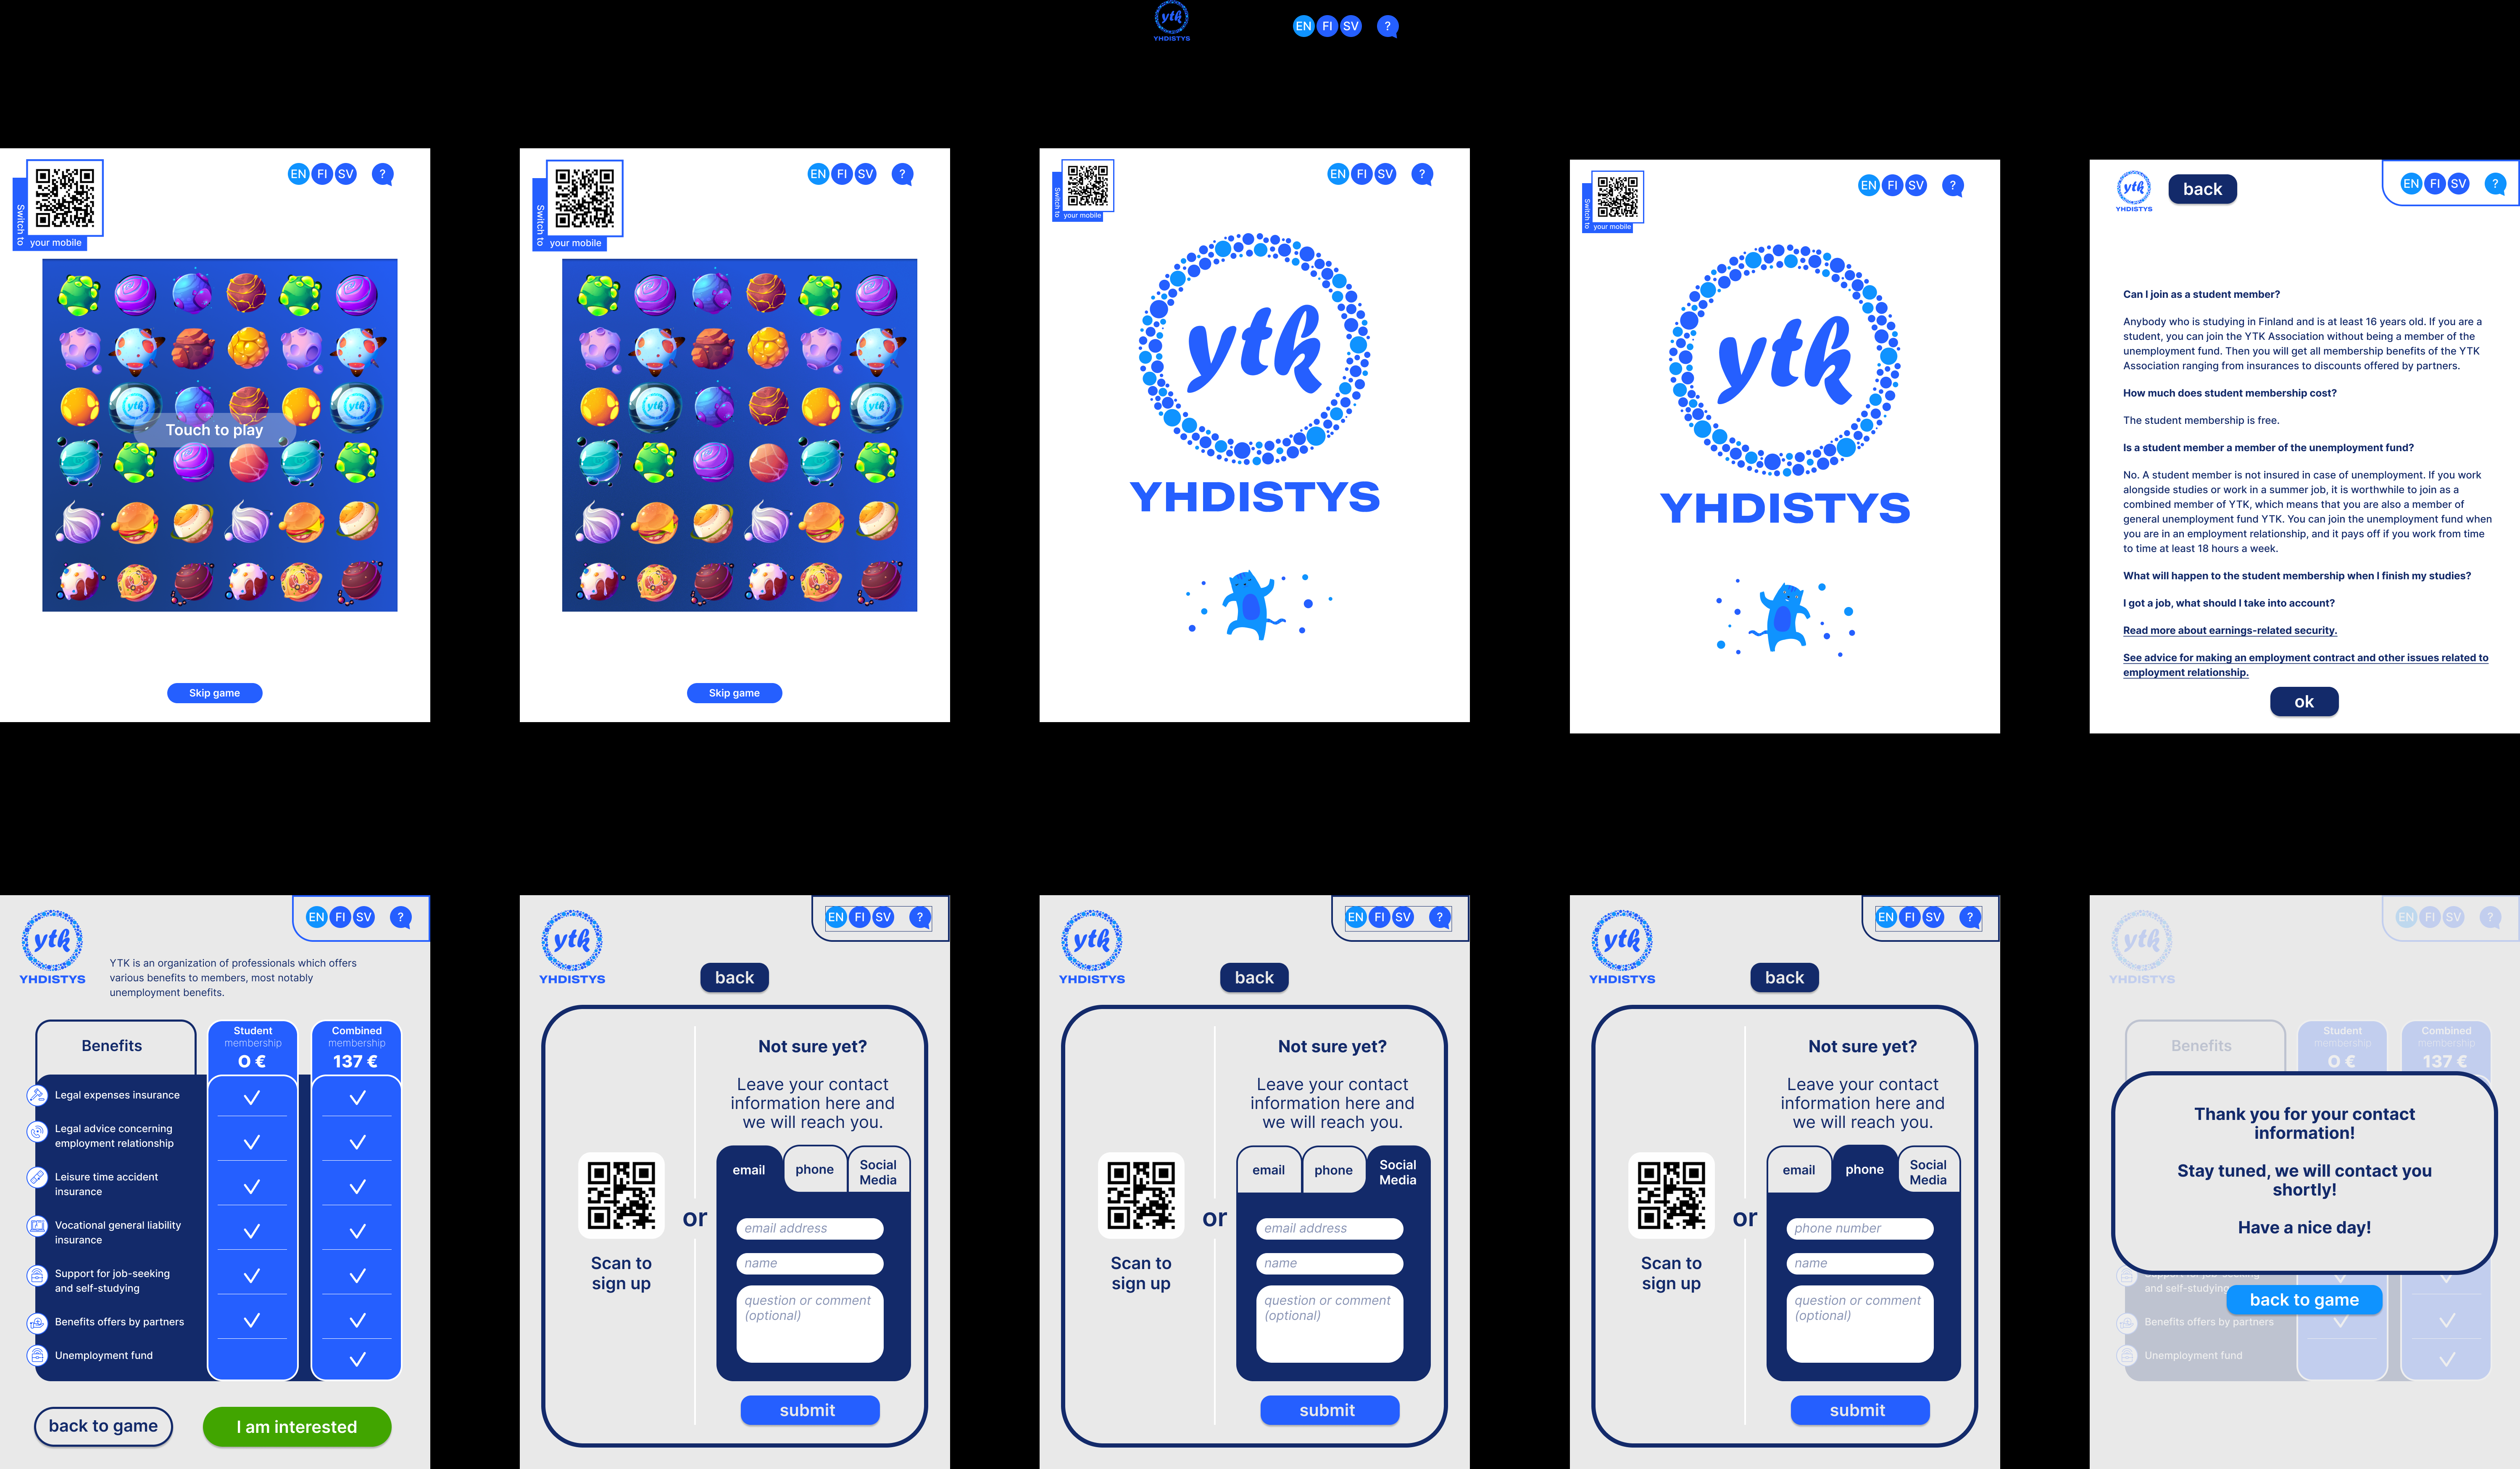 ytk
YHDISTYS
EN FI SV ?
Switch to
your mobile
EN FI SV ?
ytk
ytk
Touch to play
Skip game
Switch to
your mobile
EN FI SV ?
ytk
ytk
Skip game
Switch to
your mobile
EN FI SV ?
ytk
YHDISTYS
Switch to
your mobile
EN FI SV ?
ytk
YHDISTYS
ytk
YHDISTYS
back
EN FI SV ?
Can I join as a student member?
Anybody who is studying in Finland and is at least 16 years old. If you are a
student, you can join the YTK Association without being a member of the
unemployment fund. Then you will get all membership benefits of the YTK
Association ranging from insurances to discounts offered by partners.
How much does student membership cost?
The student membership is free.
Is a student member a member of the unemployment fund?
No. A student member is not insured in case of unemployment. If you work
alongside studies or work in a summer job, it is worthwhile to join as a
combined member of YTK, which means that you are also a member of
general unemployment fund YTK. You can join the unemployment fund when
you are in an employment relationship, and it pays off if you work from time
to time at least 18 hours a week.
What will happen to the student membership when I finish my studies?
I got a job, what should I take into account?
Read more about earnings-related security.
See advice for making an employment contract and other issues related to
employment relationship.
ok
ytk
YHDISTYS
EN FI SV ?
YTK is an organization of professionals which offers
various benefits to members, most notably
unemployment benefits.
Benefits
Student
membership
0 €
Combined
membership
137 €
Legal expenses insurance
Legal advice concerning
employment relationship
Leisure time accident
insurance
Vocational general liability
insurance
Support for job-seeking
and self-studying
Benefits offers by partners
Unemployment fund
back to game
I am interested
ytk
YHDISTYS
EN FI SV ?
back
Scan to
sign up
or
Not sure yet?
Leave your contact
information here and
we will reach you.
email
phone
Social
Media
email address
name
question or comment
(optional)
submit
ytk
YHDISTYS
EN FI SV ?
back
Scan to
sign up
or
Not sure yet?
Leave your contact
information here and
we will reach you.
email
phone
Social
Media
email address
name
question or comment
(optional)
submit
ytk
YHDISTYS
EN FI SV ?
back
Scan to
sign up
or
Not sure yet?
Leave your contact
information here and
we will reach you.
email
phone
Social
Media
phone number
name
question or comment
(optional)
submit
ytk
YHDISTYS
EN FI SV ?
Benefits
Student
membership
0 €
Combined
membership
137 €
Thank you for your contact
information!
Stay tuned, we will contact you
shortly!
Have a nice day!
Support for job-seeking
and self-studying
back to game
Benefits offers by partners
Unemployment fund